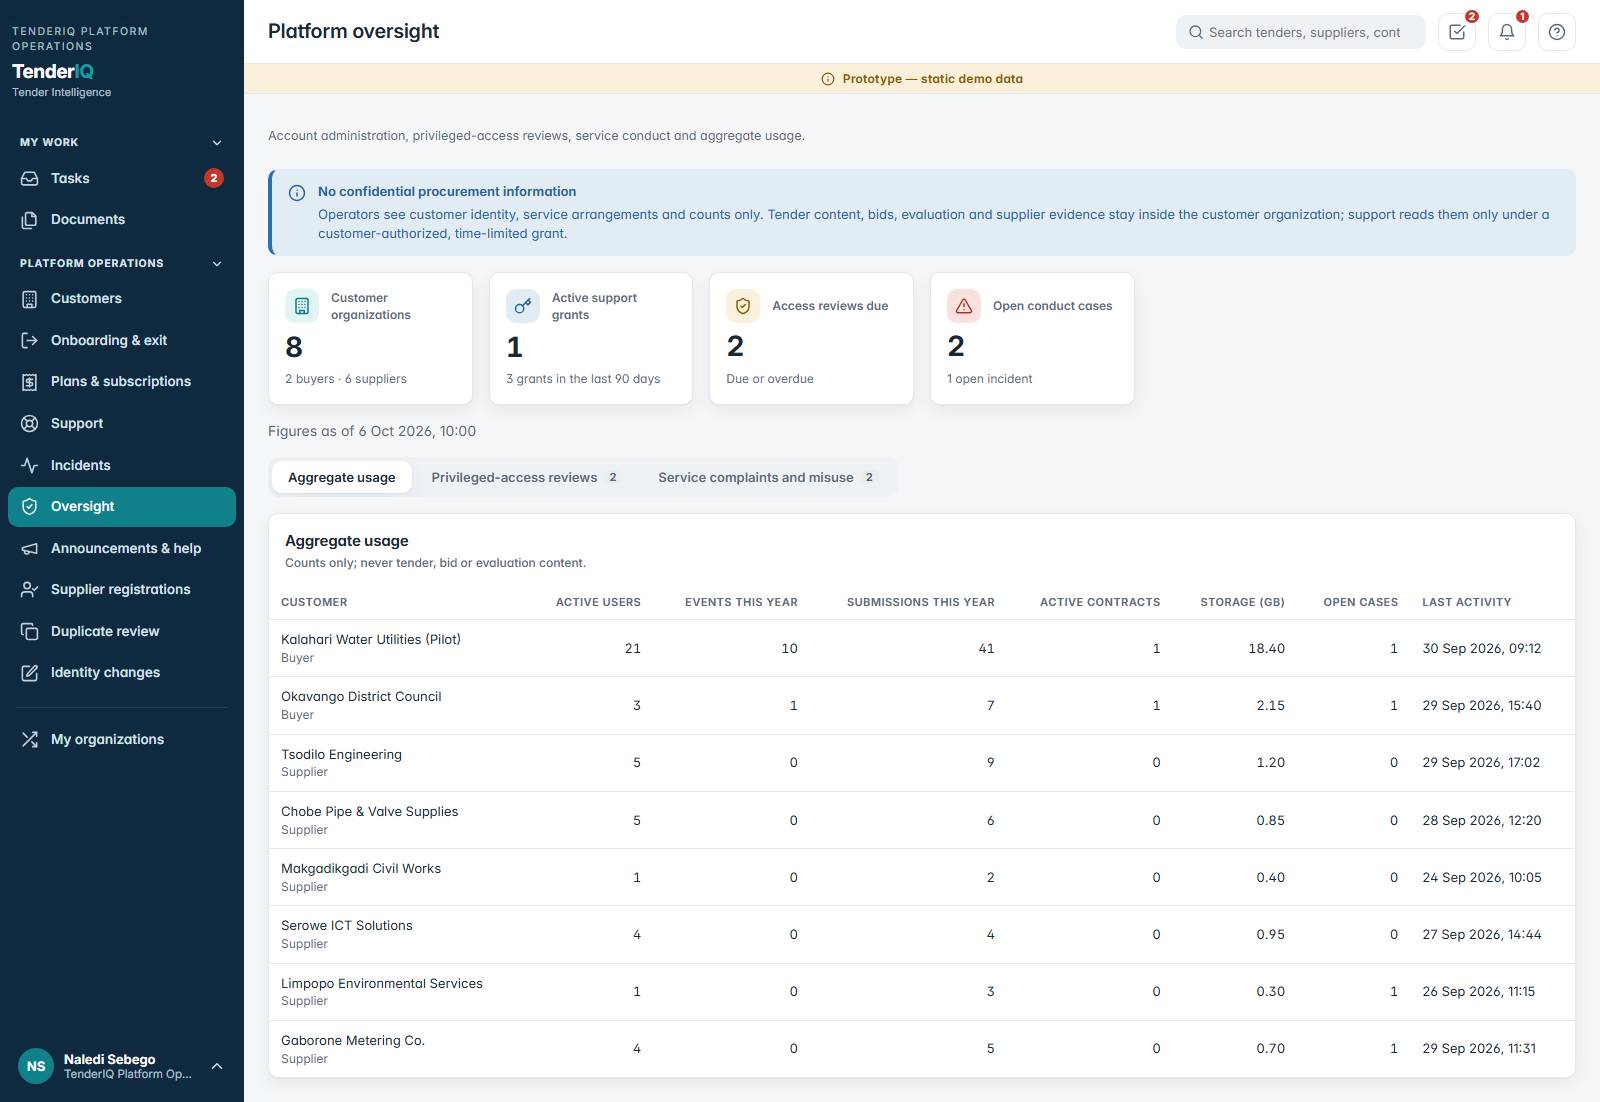 TENDERIQ PLATFORM
OPERATIONS
TenderIQ
Tender Intelligence
MY WORK
Tasks 2
Documents
PLATFORM OPERATIONS
Customers
Onboarding & exit
Plans & subscriptions
Support
Incidents
Oversight
Announcements & help
Supplier registrations
Duplicate review
Identity changes
My organizations
NS
Naledi Sebego
TenderIQ Platform Op...
Platform oversight
Search tenders, suppliers, cont
2
1
Prototype — static demo data
Account administration, privileged-access reviews, service conduct and aggregate usage.
No confidential procurement information
Operators see customer identity, service arrangements and counts only. Tender content, bids, evaluation and supplier evidence stay inside the customer organization; support reads them only under a
customer-authorized, time-limited grant.
Customer
organizations
8
2 buyers · 6 suppliers
Active support
grants
1
3 grants in the last 90 days
Access reviews due
2
Due or overdue
Open conduct cases
2
1 open incident
Figures as of 6 Oct 2026, 10:00
Aggregate usage Privileged-access reviews 2 Service complaints and misuse 2
Aggregate usage
Counts only; never tender, bid or evaluation content.
CUSTOMER ACTIVE USERS EVENTS THIS YEAR SUBMISSIONS THIS YEAR ACTIVE CONTRACTS STORAGE (GB) OPEN CASES LAST ACTIVITY
Kalahari Water Utilities (Pilot)
Buyer
21 10 41 1 18.40 1 30 Sep 2026, 09:12
Okavango District Council
Buyer
3 1 7 1 2.15 1 29 Sep 2026, 15:40
Tsodilo Engineering
Supplier
5 0 9 0 1.20 0 29 Sep 2026, 17:02
Chobe Pipe & Valve Supplies
Supplier
5 0 6 0 0.85 0 28 Sep 2026, 12:20
Makgadikgadi Civil Works
Supplier
1 0 2 0 0.40 0 24 Sep 2026, 10:05
Serowe ICT Solutions
Supplier
4 0 4 0 0.95 0 27 Sep 2026, 14:44
Limpopo Environmental Services
Supplier
1 0 3 0 0.30 1 26 Sep 2026, 11:15
Gaborone Metering Co.
Supplier
4 0 5 0 0.70 1 29 Sep 2026, 11:31